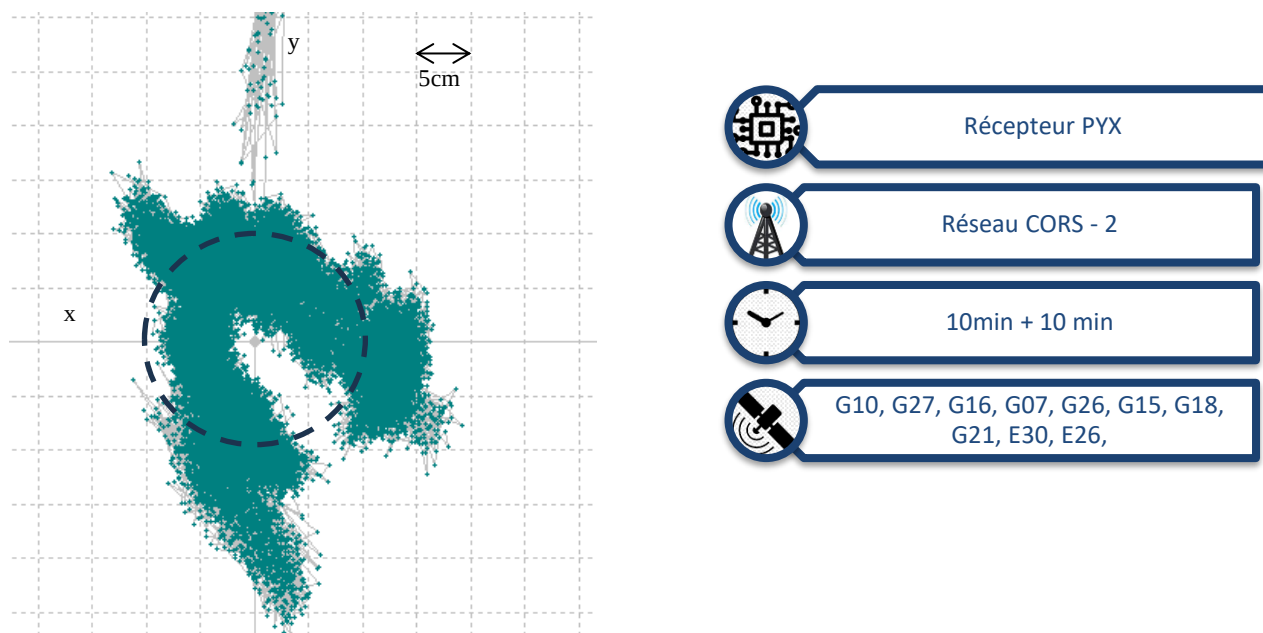 y
5cm
x
Récepteur PYX
Réseau CORS - 2
10min + 10 min
G10, G27, G16, G07, G26, G15, G18,
G21, E30, E26,